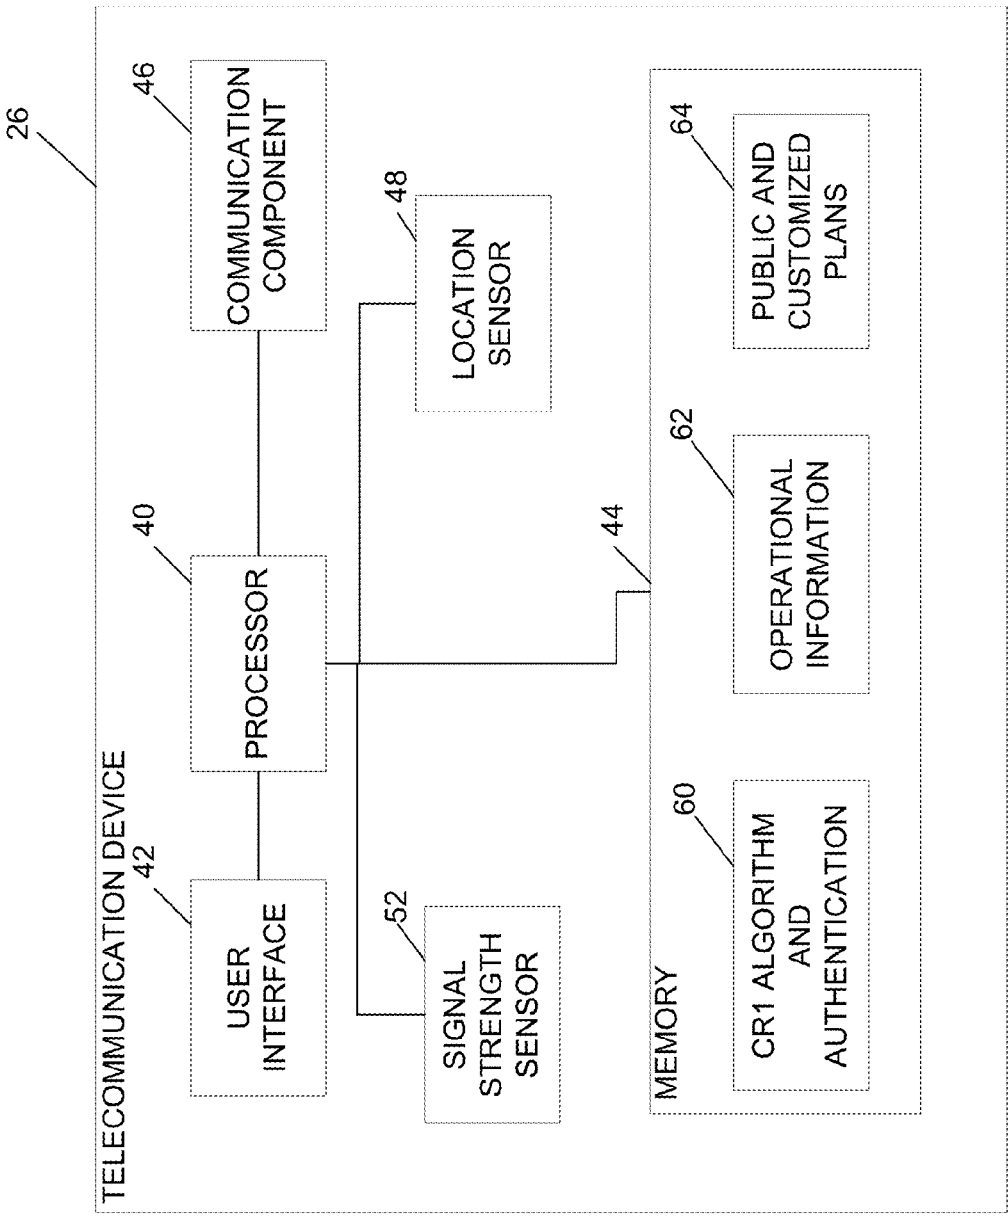 26
TELECOMMUNICATION DEVICE
42
USER
INTERFACE
40
PROCESSOR
46
COMMUNICATION
COMPONENT
52
SIGNAL
STRENGTH
SENSOR
48
LOCATION
SENSOR
44
MEMORY
60
CR1 ALGORITHM
AND
AUTHENTICATION
62
OPERATIONAL
INFORMATION
64
PUBLIC AND
CUSTOMIZED
PLANS